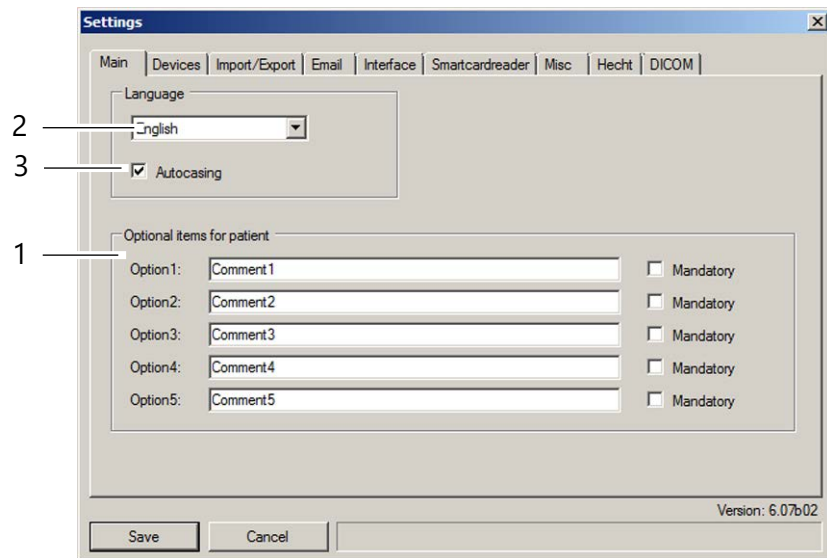 Settings
Main Devices Import/Export Email Interface Smartcardreader Misc Hecht DICOM
Language
2 English
3 Autocasing
Optional items for patient
1
Option1: Comment1 Mandatory
Option2: Comment2 Mandatory
Option3: Comment3 Mandatory
Option4: Comment4 Mandatory
Option5: Comment5 Mandatory
Version: 6.07b02
Save Cancel